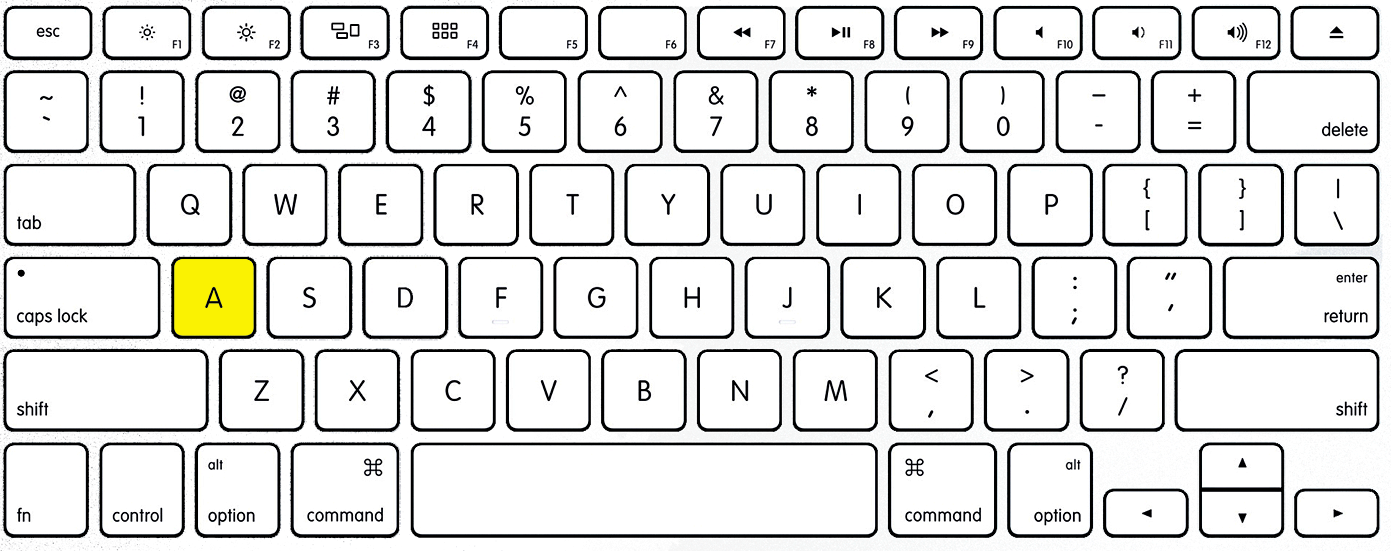 esc F1 F2 F3 F4 F5 F6 F7 F8 F9 F10 F11 F12
~ ! @ # $ % ^ & * ( ) – +
` 1 2 3 4 5 6 7 8 9 0 - =
tab Q W E R T Y U I O P { [ } ] | \
caps lock A S D F G H J K L : ; " ' enter return
shift Z X C V B N M < , > . ? / shift
fn control alt option ⌘ command ⌘ command alt option